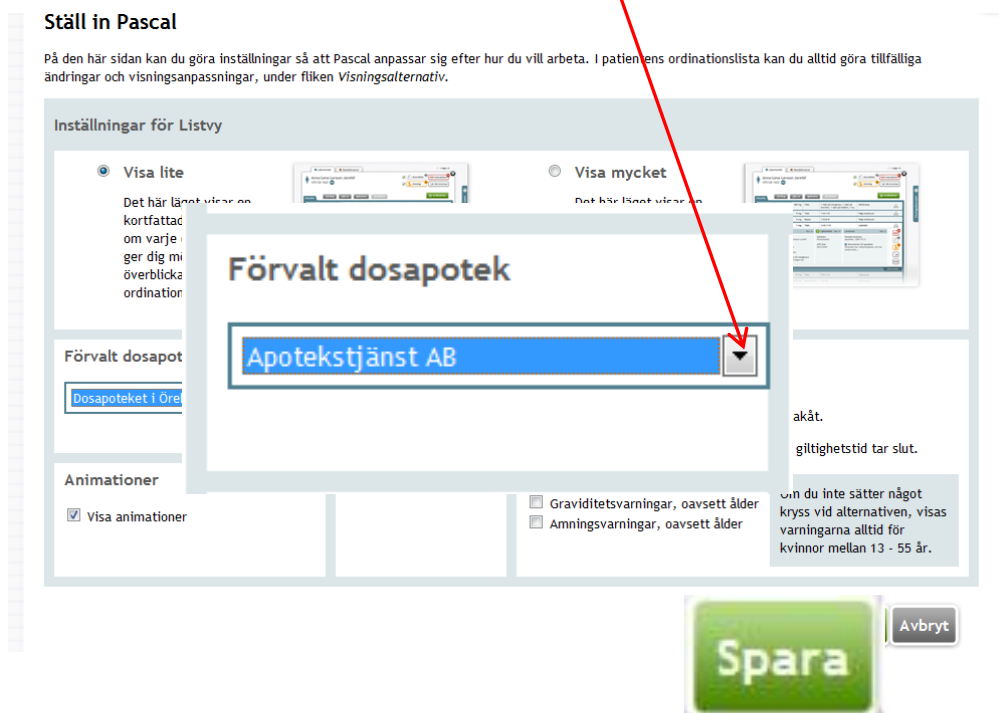 Ställ in Pascal
På den här sidan kan du göra inställningar så att Pascal anpassar sig efter hur du vill arbeta. I patientens ordinationslista kan du alltid göra tillfälliga
ändringar och visningsanpassningar, under fliken Visningsalternativ.
Inställningar för Listvy
Visa lite
Det här läget visar en
kortfattad
om varje
ger dig
överblicka
ordination
Visa mycket
Det här läget visar en
Förvalt dosapotek
Apotekstjänst AB
Förvalt dosapot
Dosapoteket i Öre
akåt.
giltighetstid tar slut.
Animationer
Visa animationer
Graviditetsvarningar, oavsett ålder
Amningsvarningar, oavsett ålder
Om du inte sätter något
kryss vid alternativen, visas
varningarna alltid för
kvinnor mellan 13 - 55 år.
Spara
Avbryt